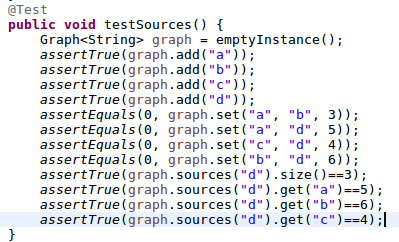 @Test
public void testSources() {
    Graph<String> graph = emptyInstance();
    assertTrue(graph.add("a"));
    assertTrue(graph.add("b"));
    assertTrue(graph.add("c"));
    assertTrue(graph.add("d"));
    assertEquals(0, graph.set("a", "b", 3));
    assertEquals(0, graph.set("a", "d", 5));
    assertEquals(0, graph.set("c", "d", 4));
    assertEquals(0, graph.set("b", "d", 6));
    assertTrue(graph.sources("d").size()==3);
    assertTrue(graph.sources("d").get("a")==5);
    assertTrue(graph.sources("d").get("b")==6);
    assertTrue(graph.sources("d").get("c")==4);
}